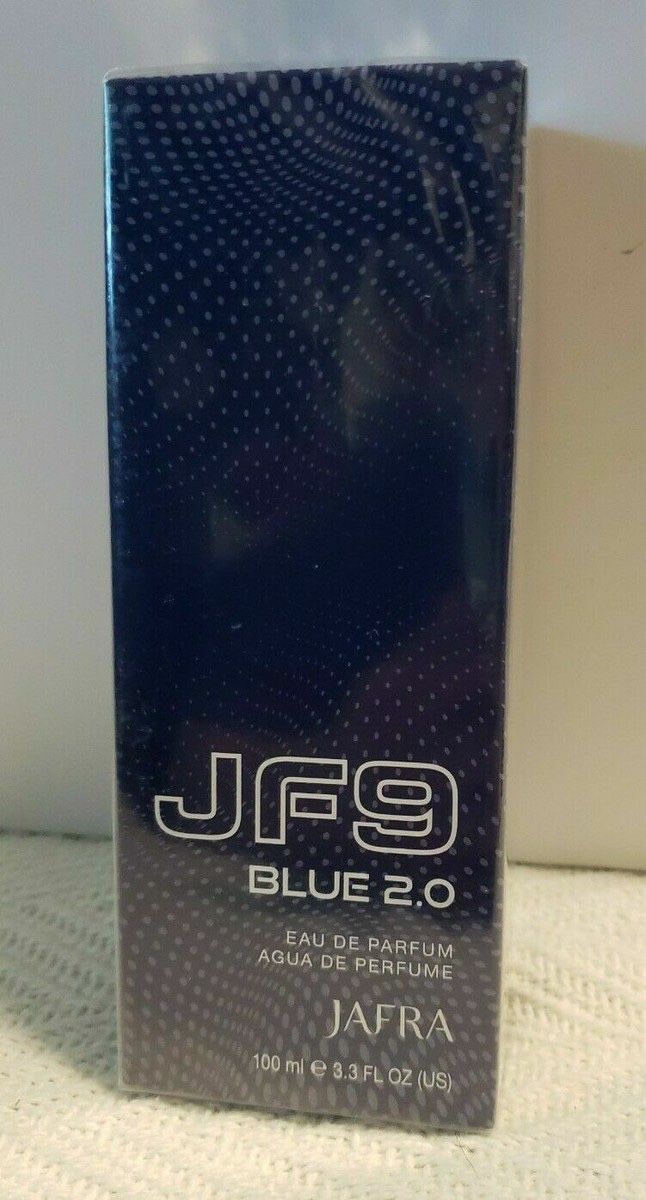 JF9
BLUE 2.0
EAU DE PARFUM
AGUA DE PERFUME
JAFRA
100 ml ℮ 3.3 FL OZ (US)